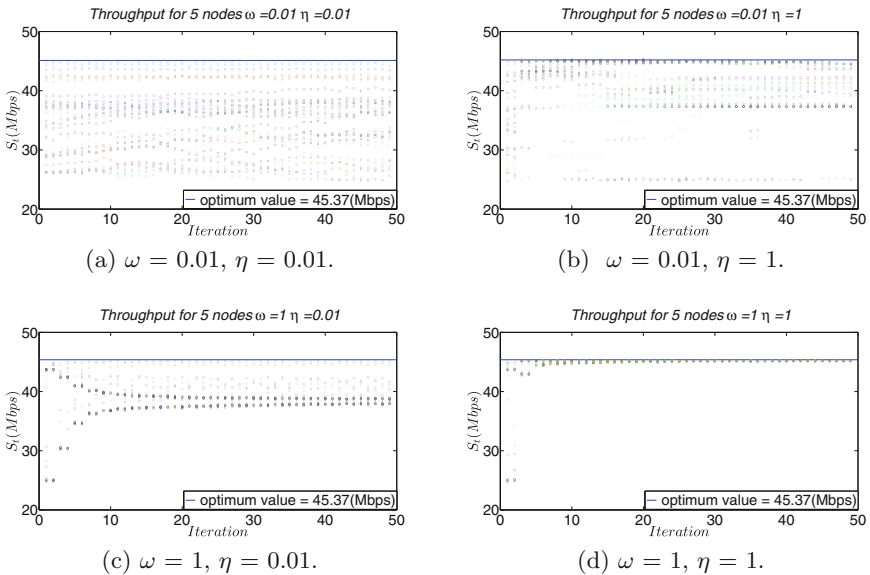 Throughput for 5 nodes ω =0.01 η =0.01
50
40
30
20
S_t(Mbps)
optimum value = 45.37(Mbps)
0 10 20 30 40 50
Iteration
(a) ω = 0.01, η = 0.01.
Throughput for 5 nodes ω =0.01 η =1
50
40
30
20
S_t(Mbps)
optimum value = 45.37(Mbps)
0 10 20 30 40 50
Iteration
(b) ω = 0.01, η = 1.
Throughput for 5 nodes ω =1 η =0.01
50
40
30
20
S_t(Mbps)
optimum value = 45.37(Mbps)
0 10 20 30 40 50
Iteration
(c) ω = 1, η = 0.01.
Throughput for 5 nodes ω =1 η =1
50
40
30
20
S_t(Mbps)
optimum value = 45.37(Mbps)
0 10 20 30 40 50
Iteration
(d) ω = 1, η = 1.